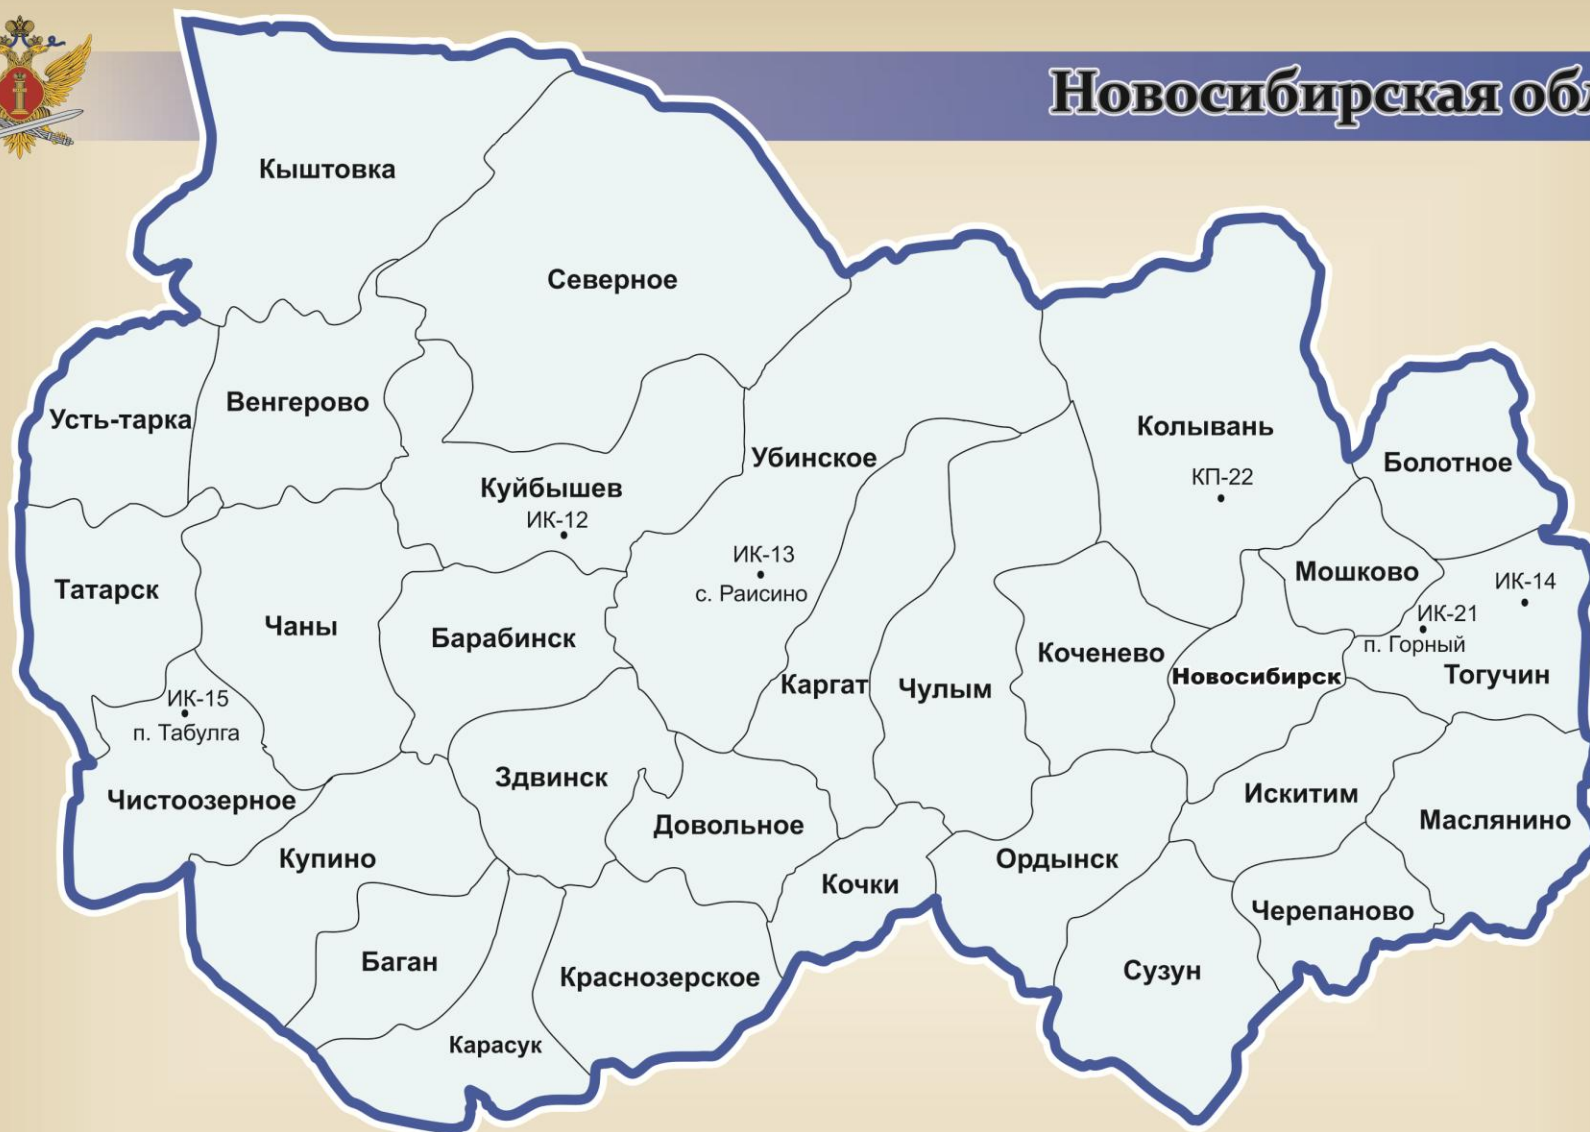 Новосибирская обл
Кыштовка
Северное
Усть-тарка
Венгерово
Убинское
Колывань
КП-22
Болотное
Куйбышев
ИК-12
ИК-13
с. Раисино
Татарск
Чаны
Барабинск
Мошково
ИК-14
ИК-21
п. Горный
Тогучин
Коченево
Новосибирск
Каргат
Чулым
ИК-15
п. Табулга
Чистоозерное
Здвинск
Искитим
Довольное
Маслянино
Купино
Ордынск
Кочки
Черепаново
Баган
Краснозерское
Сузун
Карасук